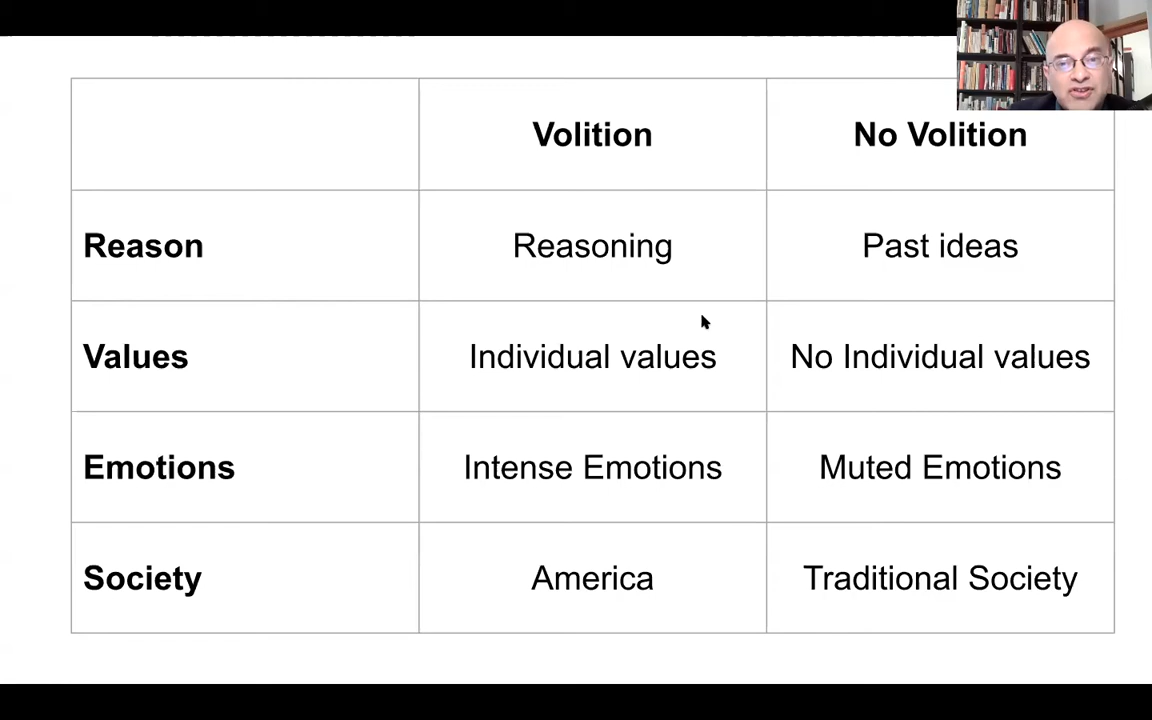 Volition
No Volition
Reason
Reasoning
Past ideas
Values
Individual values
No Individual values
Emotions
Intense Emotions
Muted Emotions
Society
America
Traditional Society